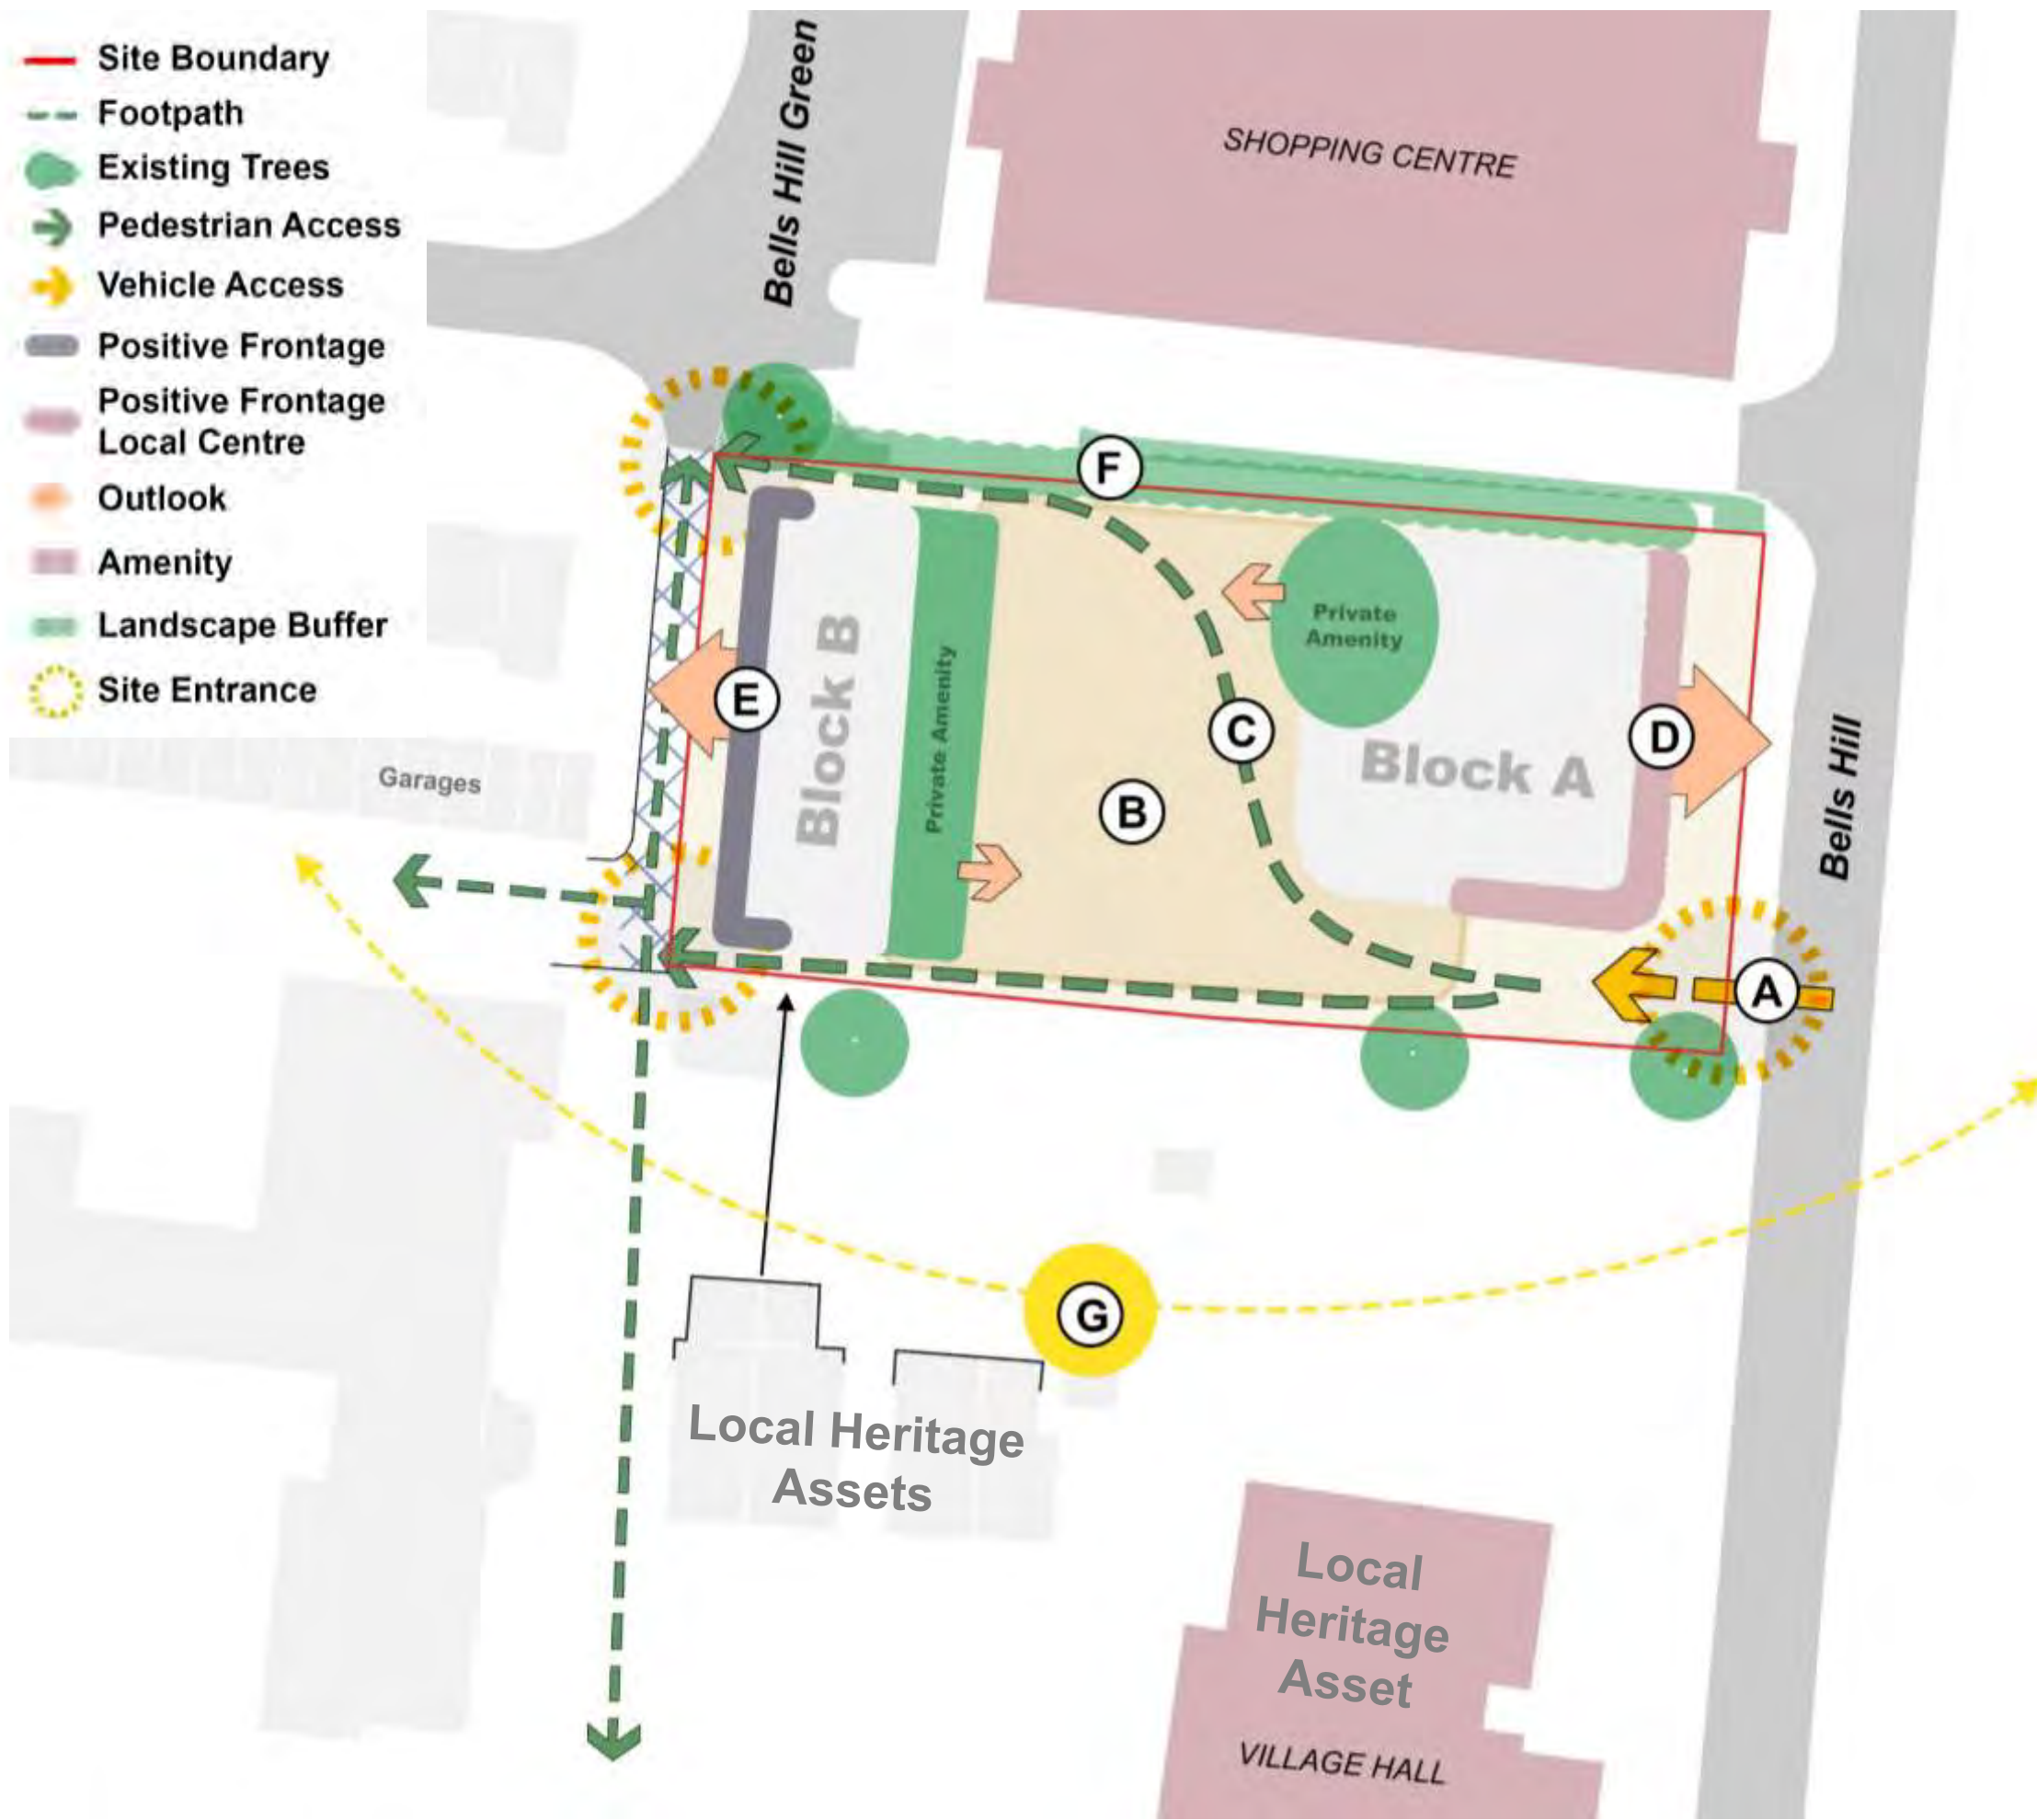 Site Boundary
Footpath
Existing Trees
Pedestrian Access
Vehicle Access
Positive Frontage
Positive Frontage
Local Centre
Outlook
Amenity
Landscape Buffer
Site Entrance
Bells Hill Green
SHOPPING CENTRE
F
Private
Amenity
Block B
Private Amenity
E
C
D
Block A
B
Bells Hill
Garages
A
G
Local Heritage
Assets
Local
Heritage
Asset
VILLAGE HALL